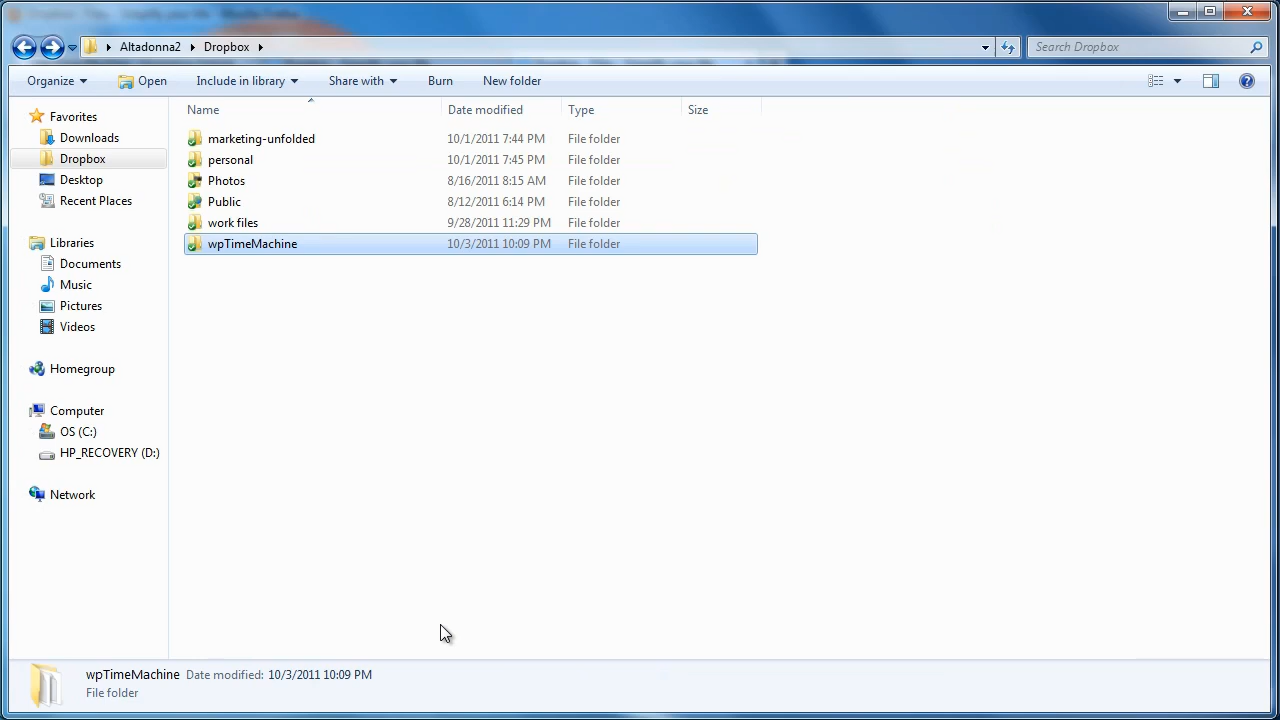 Altadonna2 Dropbox
Search Dropbox
Organize Open Include in library Share with Burn New folder
Name Date modified Type Size
Favorites
Downloads
Dropbox
Desktop
Recent Places
Libraries
Documents
Music
Pictures
Videos
Homegroup
Computer
OS (C:)
HP_RECOVERY (D:)
Network
marketing-unfolded 10/1/2011 7:44 PM File folder
personal 10/1/2011 7:45 PM File folder
Photos 8/16/2011 8:15 AM File folder
Public 8/12/2011 6:14 PM File folder
work files 9/28/2011 11:29 PM File folder
wpTimeMachine 10/3/2011 10:09 PM File folder
wpTimeMachine Date modified: 10/3/2011 10:09 PM
File folder